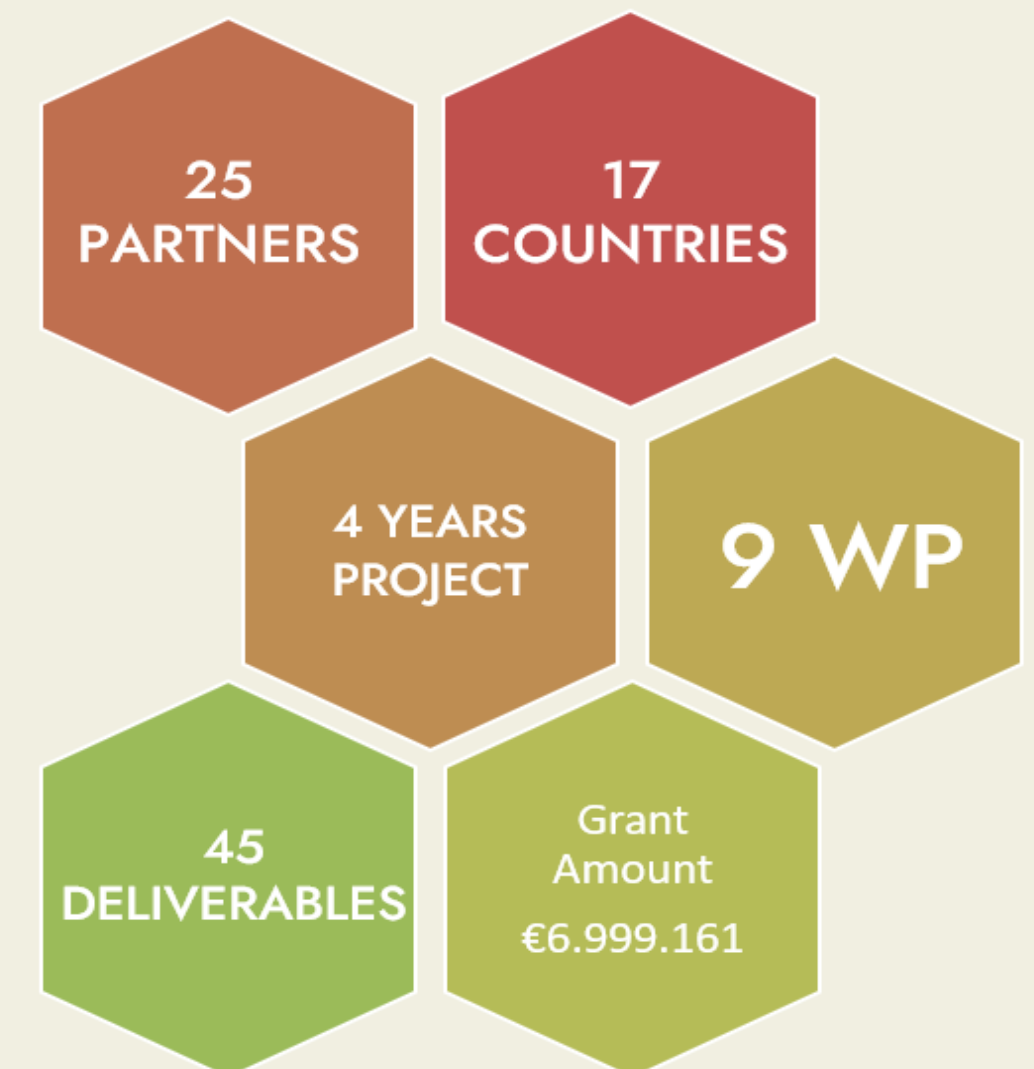 25
PARTNERS
17
COUNTRIES
4 YEARS
PROJECT
9 WP
45
DELIVERABLES
Grant
Amount
€6.999.161